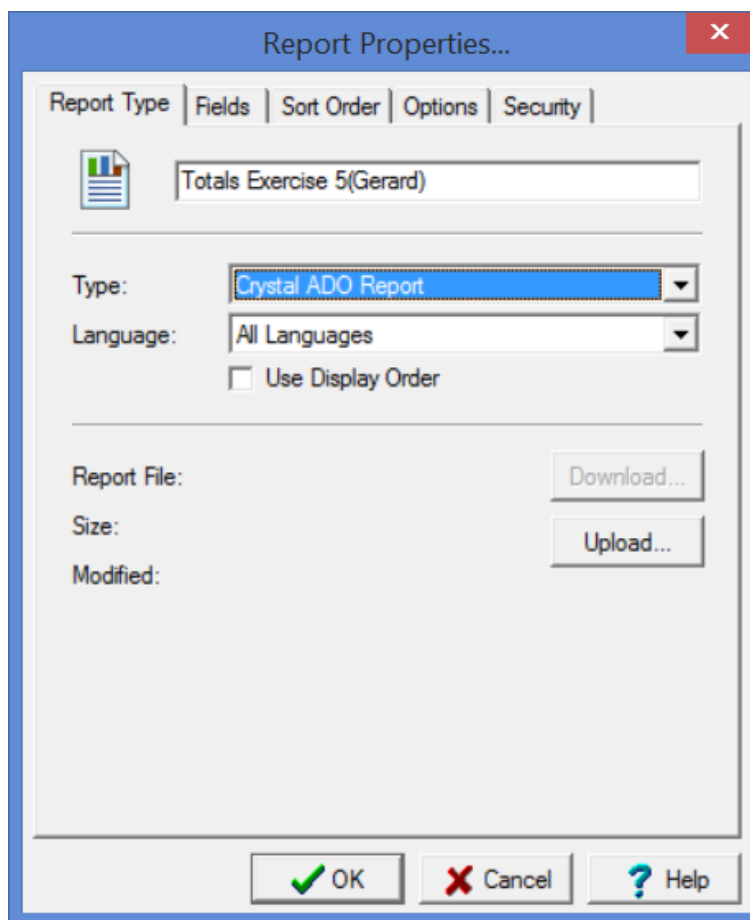 Report Properties...
Report Type Fields Sort Order Options Security
Totals Exercise 5(Gerard)
Type: Crystal ADO Report
Language: All Languages
Use Display Order
Report File: Download...
Size:
Upload...
Modified:
OK Cancel Help